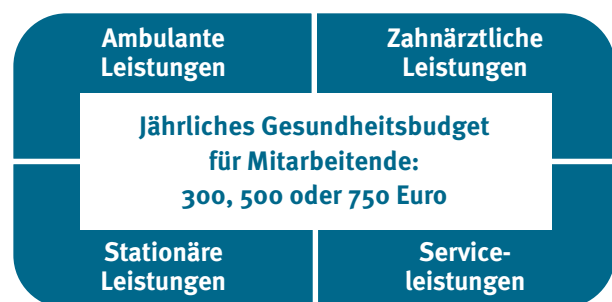 Ambulante
Leistungen
Zahnärztliche
Leistungen
Jährliches Gesundheitsbudget
für Mitarbeitende:
300, 500 oder 750 Euro
Stationäre
Leistungen
Service-
leistungen